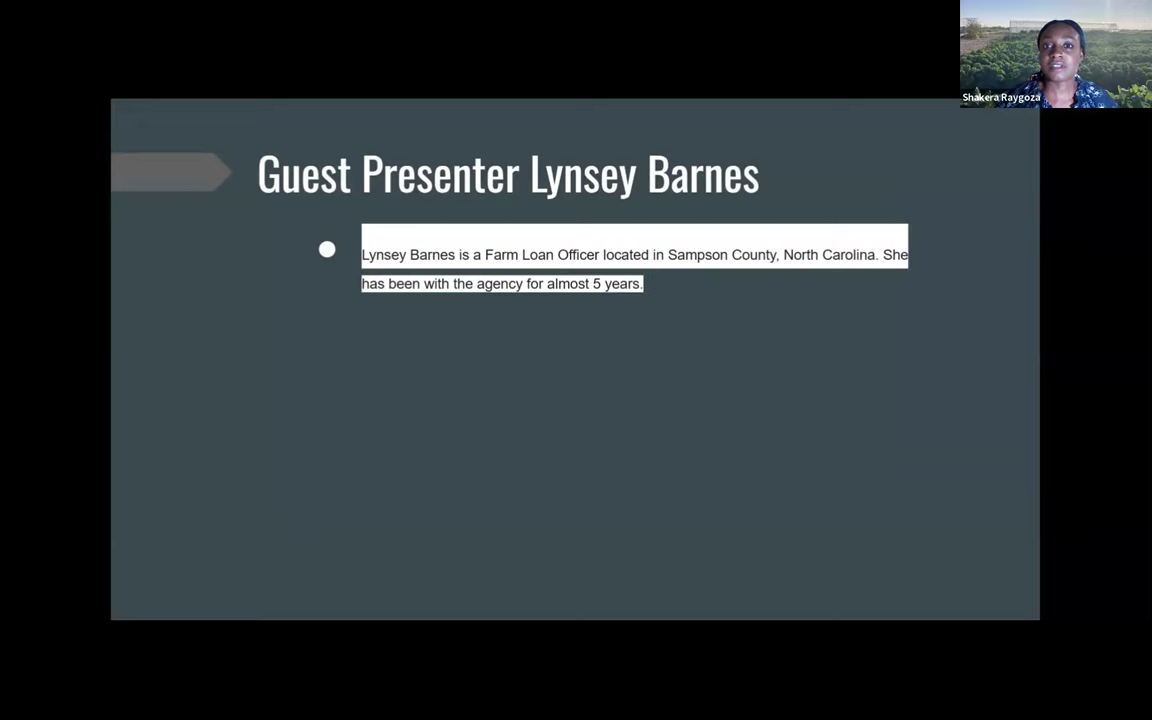 Shakera Raygoza
Guest Presenter Lynsey Barnes
Lynsey Barnes is a Farm Loan Officer located in Sampson County, North Carolina. She
has been with the agency for almost 5 years.